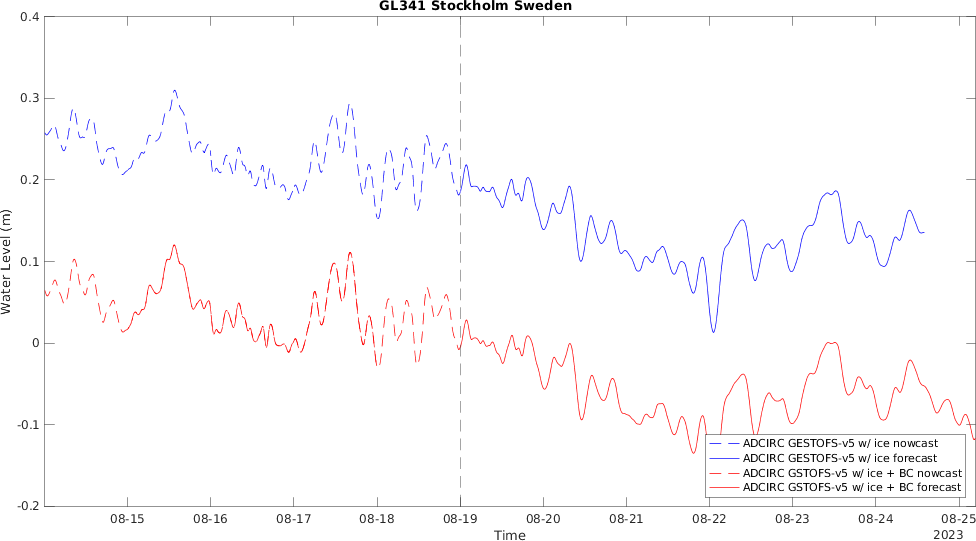 GL341 Stockholm Sweden
0.4
0.3
0.2
0.1
0
-0.1
-0.2
Water Level (m)
ADCIRC GESTOFS-v5 w/ ice nowcast
ADCIRC GESTOFS-v5 w/ ice forecast
ADCIRC GSTOFS-v5 w/ ice + BC nowcast
ADCIRC GSTOFS-v5 w/ ice + BC forecast
08-15 08-16 08-17 08-18 08-19 08-20 08-21 08-22 08-23 08-24 08-25
Time 2023